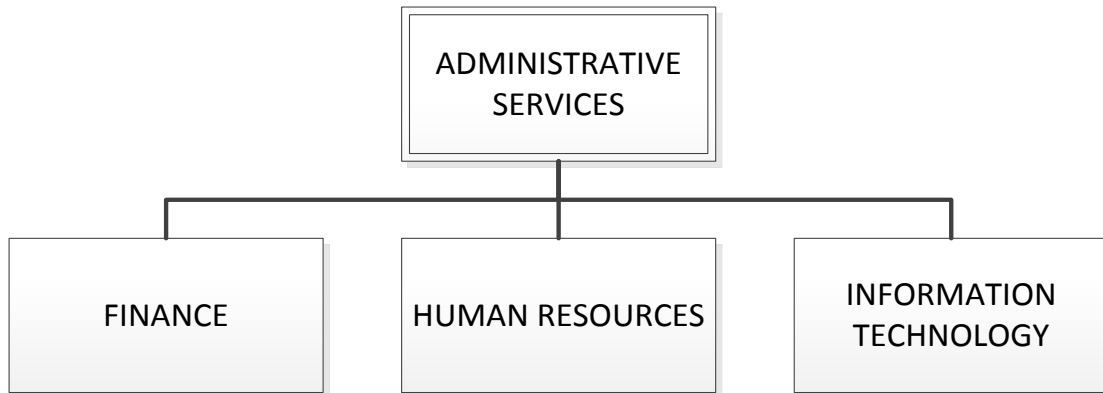 ADMINISTRATIVE
SERVICES
FINANCE
HUMAN RESOURCES
INFORMATION
TECHNOLOGY